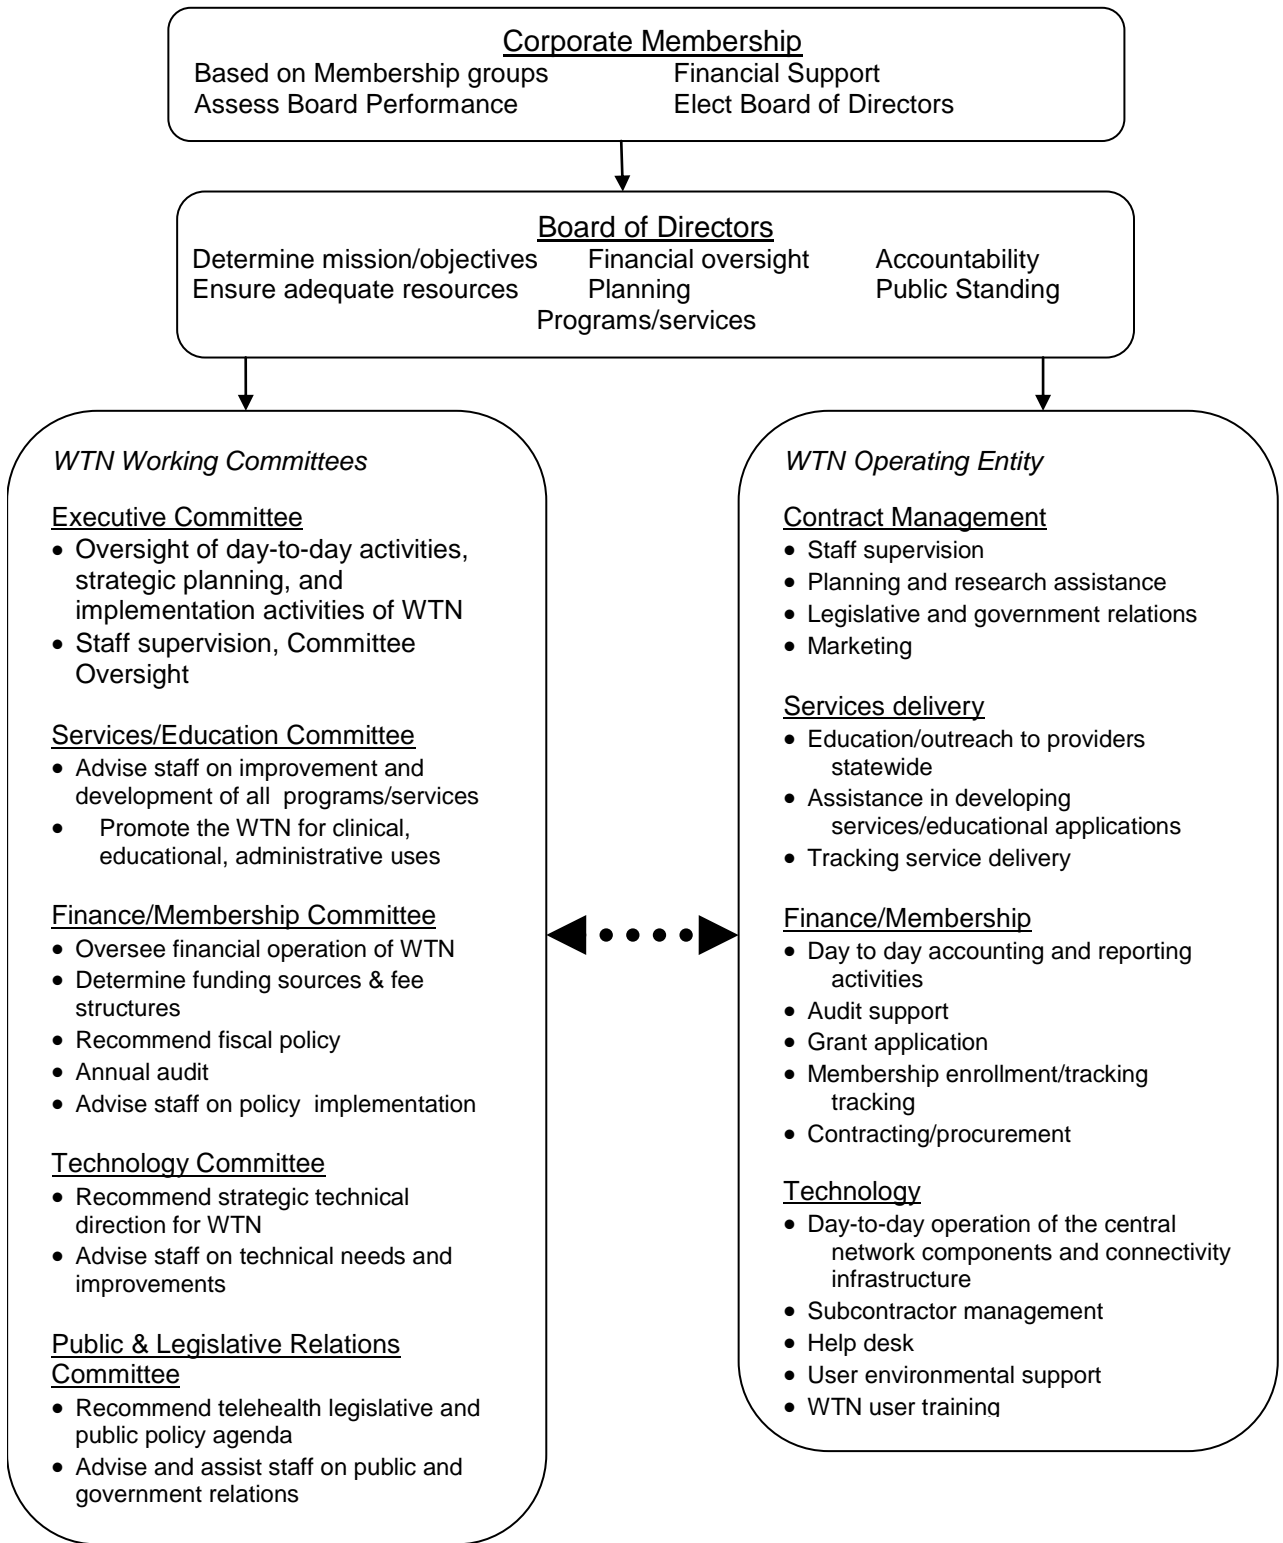 Corporate Membership
Based on Membership groups Financial Support
Assess Board Performance Elect Board of Directors
Board of Directors
Determine mission/objectives Financial oversight Accountability
Ensure adequate resources Planning Public Standing
Programs/services
WTN Working Committees
Executive Committee
• Oversight of day-to-day activities,
strategic planning, and
implementation activities of WTN
• Staff supervision, Committee
Oversight
Services/Education Committee
• Advise staff on improvement and
development of all programs/services
• Promote the WTN for clinical,
educational, administrative uses
Finance/Membership Committee
• Oversee financial operation of WTN
• Determine funding sources & fee
structures
• Recommend fiscal policy
• Annual audit
• Advise staff on policy implementation
Technology Committee
• Recommend strategic technical
direction for WTN
• Advise staff on technical needs and
improvements
Public & Legislative Relations
Committee
• Recommend telehealth legislative and
public policy agenda
• Advise and assist staff on public and
government relations
WTN Operating Entity
Contract Management
• Staff supervision
• Planning and research assistance
• Legislative and government relations
• Marketing
Services delivery
• Education/outreach to providers
statewide
• Assistance in developing
services/educational applications
• Tracking service delivery
Finance/Membership
• Day to day accounting and reporting
activities
• Audit support
• Grant application
• Membership enrollment/tracking
tracking
• Contracting/procurement
Technology
• Day-to-day operation of the central
network components and connectivity
infrastructure
• Subcontractor management
• Help desk
• User environmental support
• WTN user training